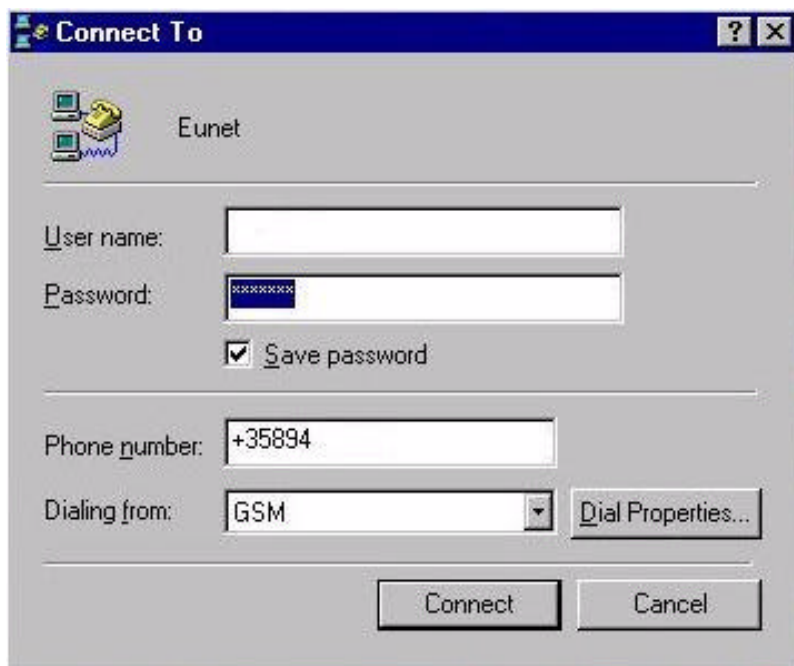 Connect To
Eunet
User name:
Password: *******
Save password
Phone number: +35894
Dialing from: GSM Dial Properties...
Connect Cancel